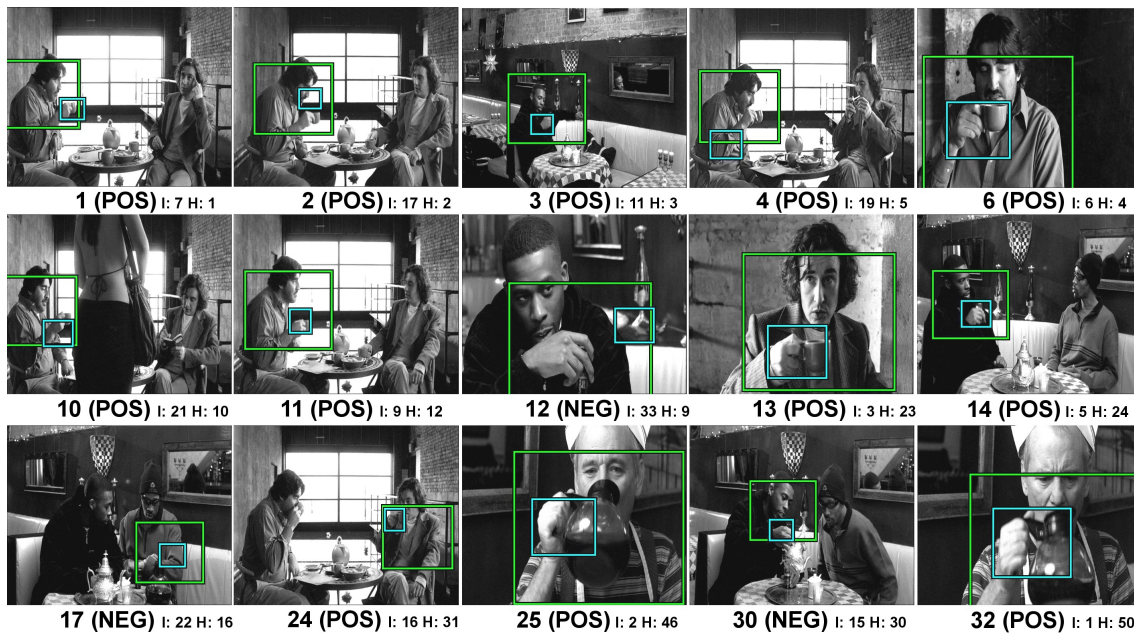 1 (POS) I: 7 H: 1
2 (POS) I: 17 H: 2
3 (POS) I: 11 H: 3
4 (POS) I: 19 H: 5
6 (POS) I: 6 H: 4
10 (POS) I: 21 H: 10
11 (POS) I: 9 H: 12
12 (NEG) I: 33 H: 9
13 (POS) I: 3 H: 23
14 (POS) I: 5 H: 24
17 (NEG) I: 22 H: 16
24 (POS) I: 16 H: 31
25 (POS) I: 2 H: 46
30 (NEG) I: 15 H: 30
32 (POS) I: 1 H: 50